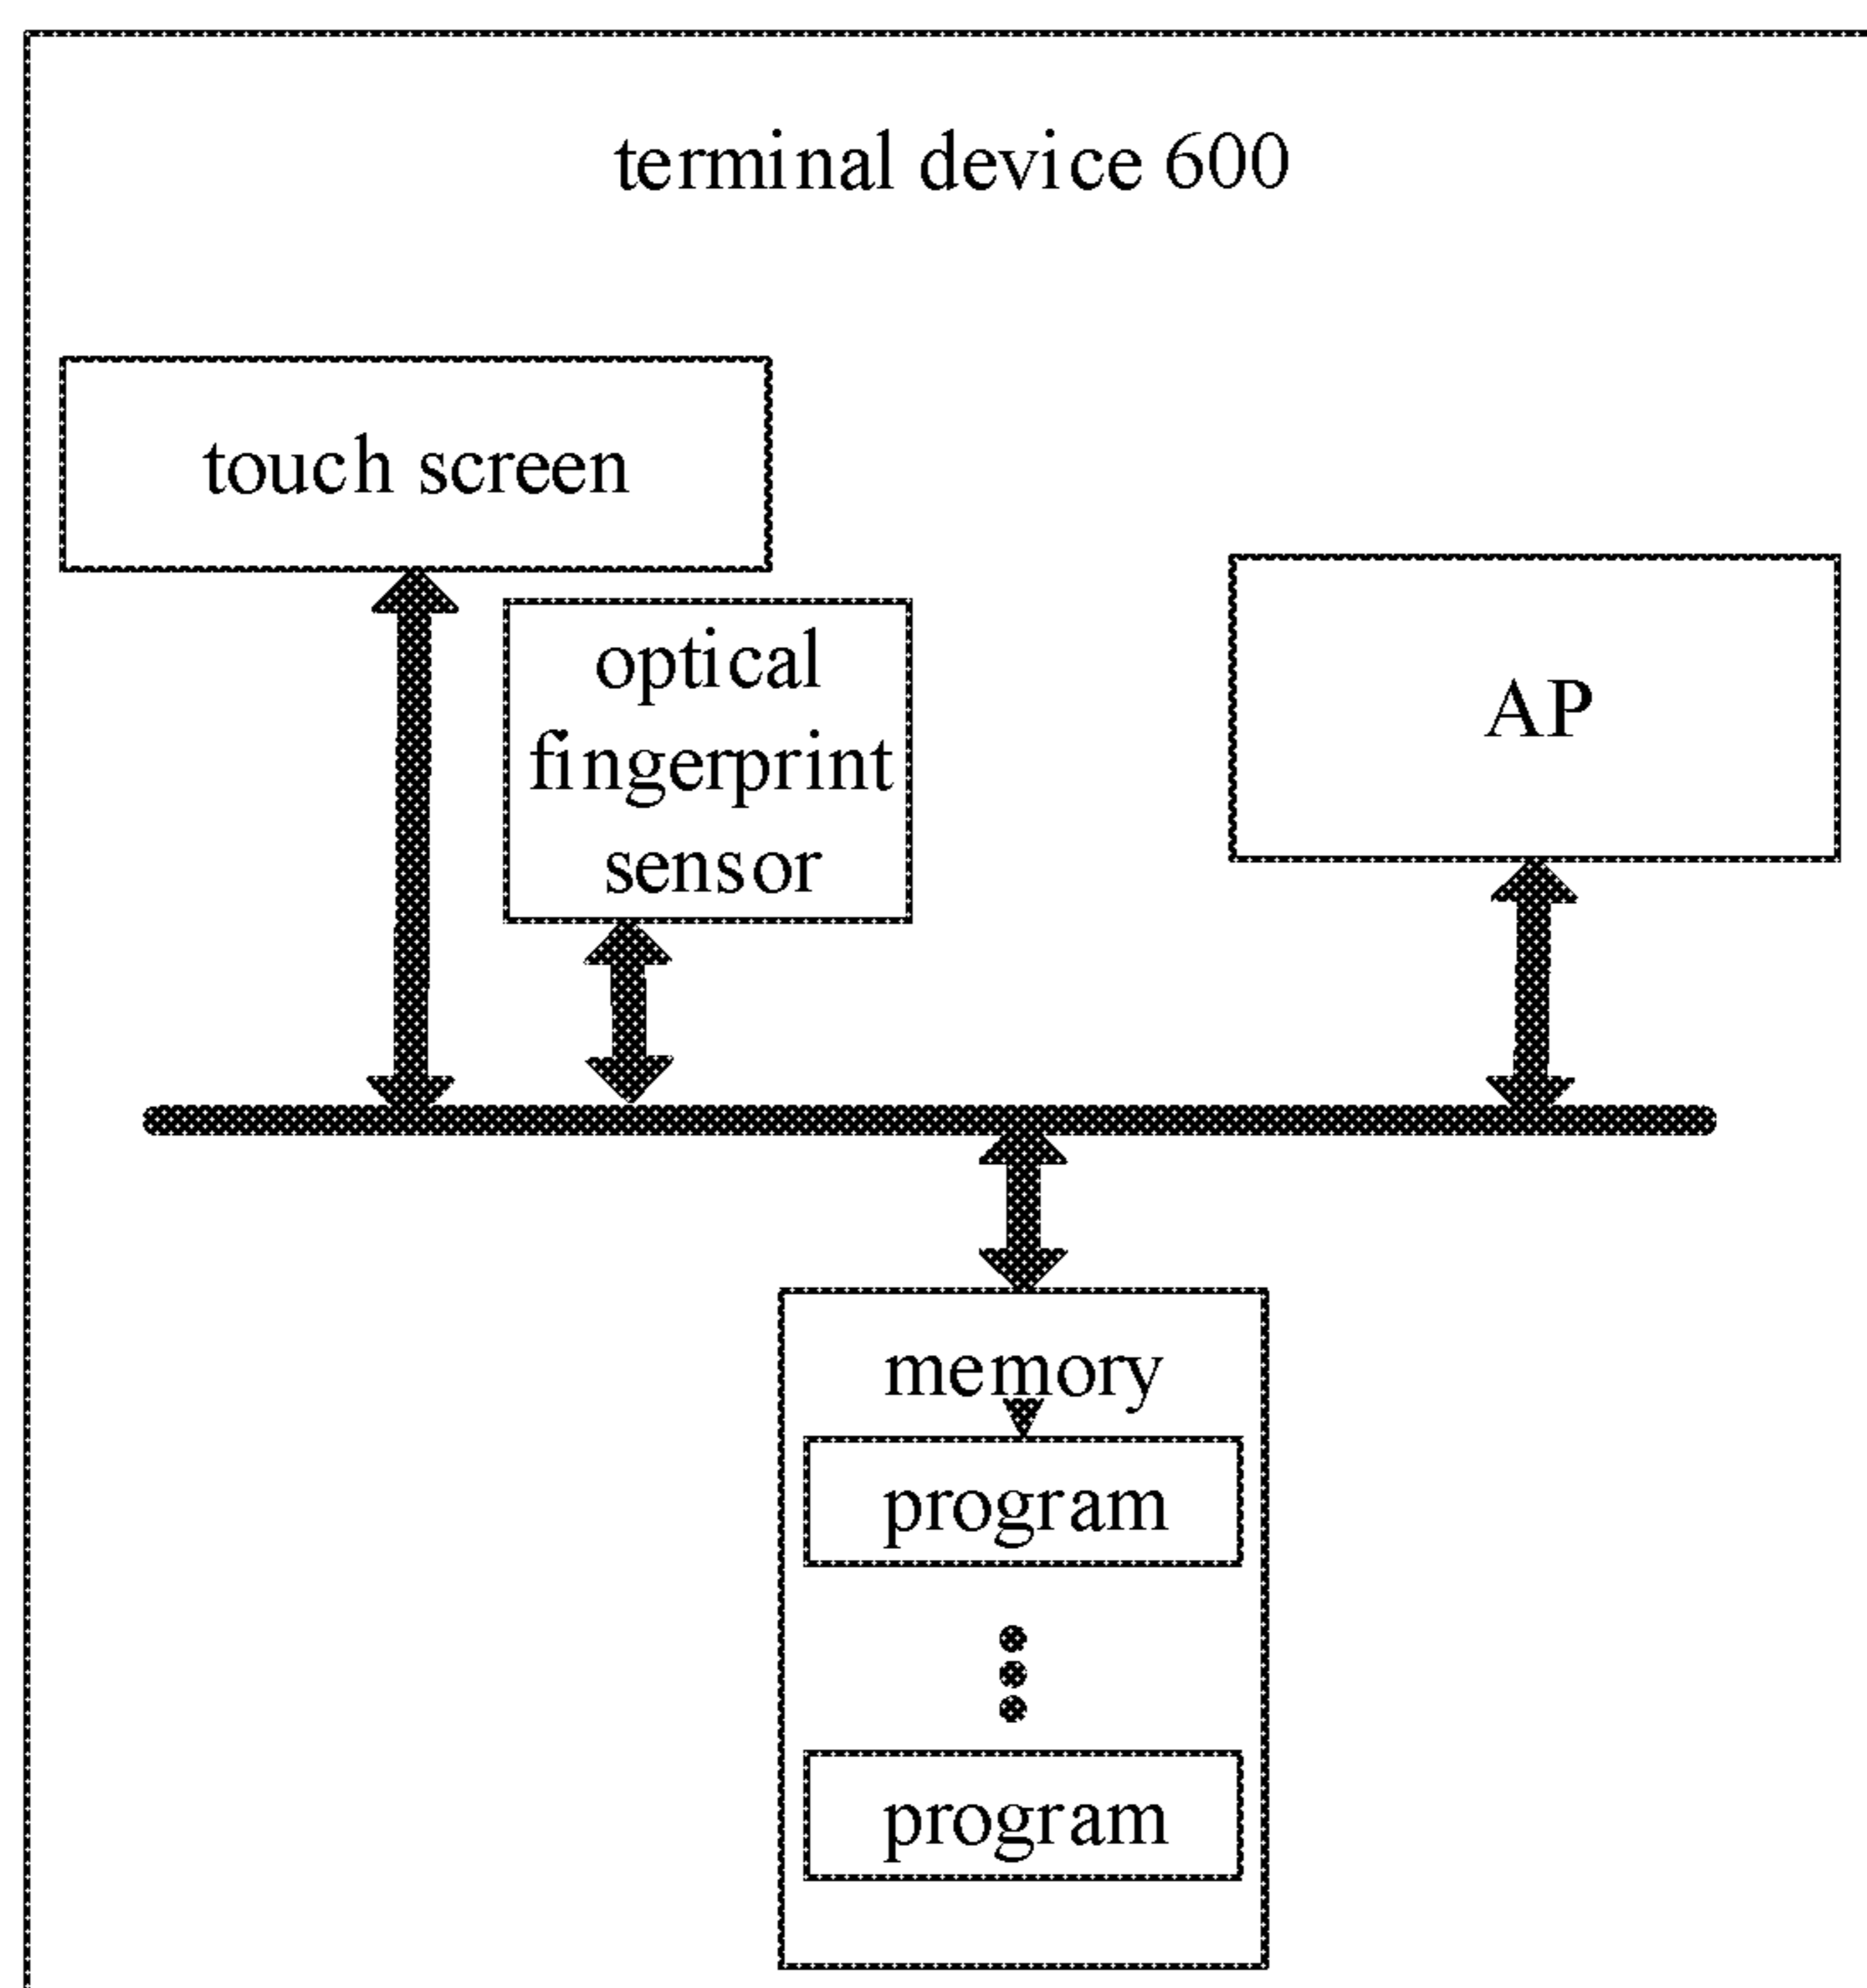 terminal device 600
touch screen
optical
fingerprint
sensor
AP
memory
program
program